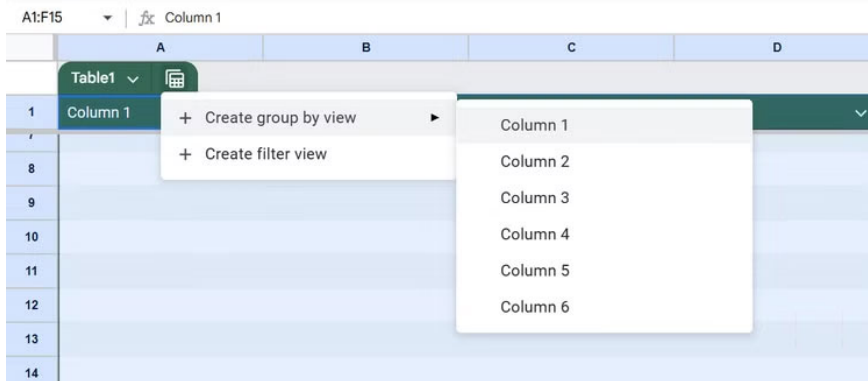 A1:F15 fx Column 1
A B C D
Table1
1 Column 1
+ Create group by view
+ Create filter view
Column 1
Column 2
Column 3
Column 4
Column 5
Column 6
8
9
10
11
12
13
14